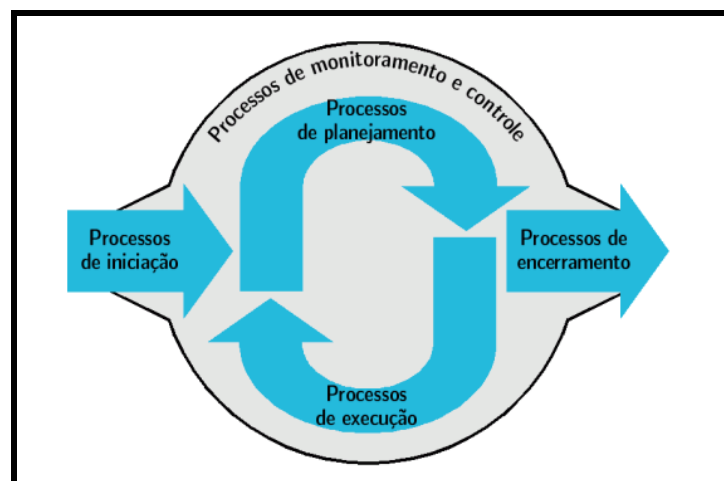 Processos de monitoramento e controle
Processos
de planejamento
Processos
de iniciação
Processos de
encerramento
Processos
de execução